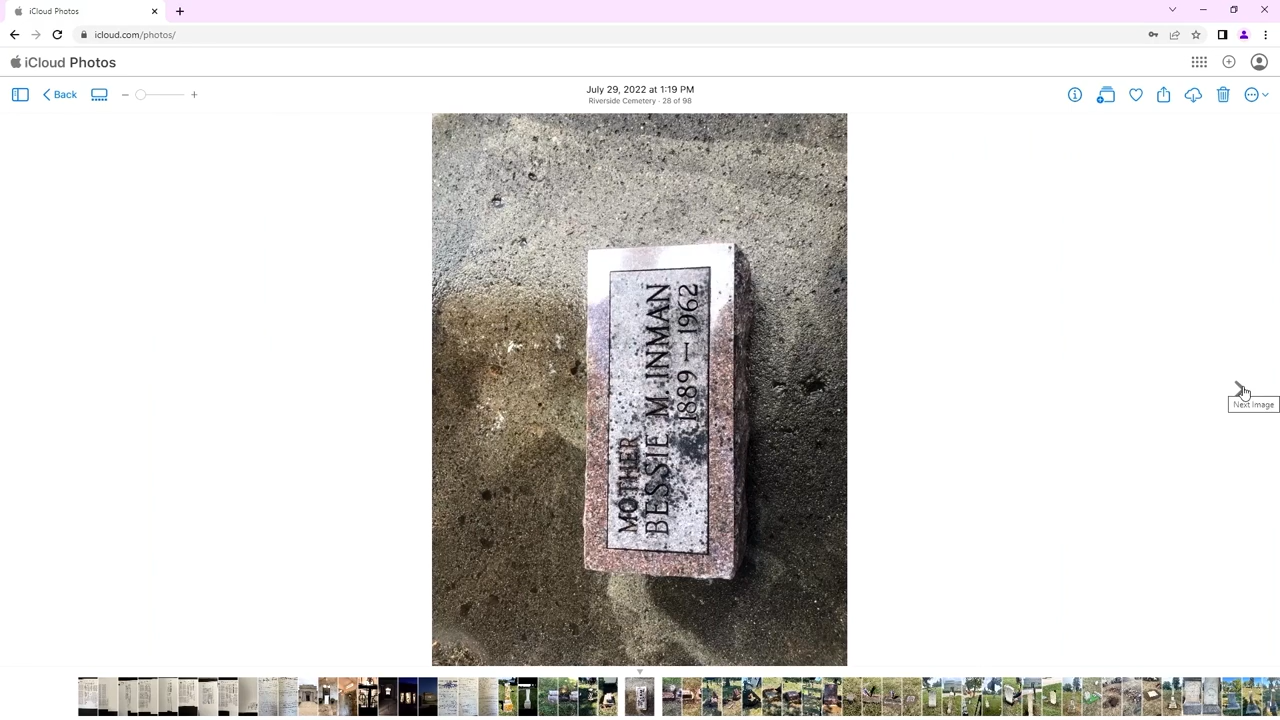 iCloud Photos
icloud.com/photos/
iCloud Photos
Back
July 29, 2022 at 1:19 PM
Riverside Cemetery · 28 of 98
MOTHER
BESSIE M. INMAN
1889 — 1962
Next Image